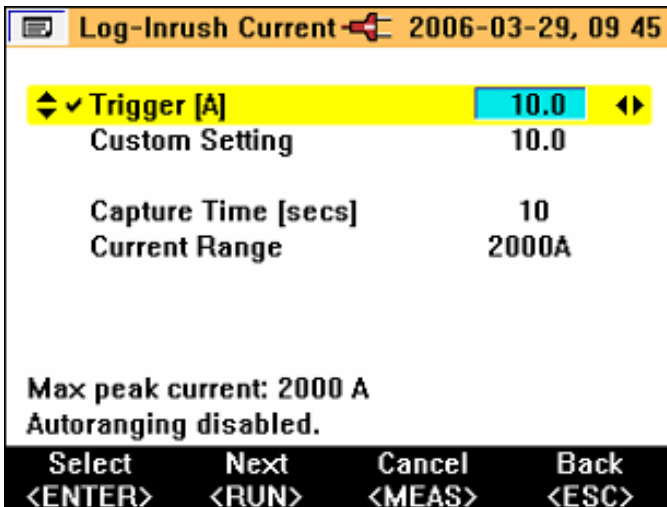 Log-Inrush Current 2006-03-29, 09 45
Trigger [A] 10.0
Custom Setting 10.0
Capture Time [secs] 10
Current Range 2000A
Max peak current: 2000 A
Autoranging disabled.
Select Next Cancel Back
<ENTER> <RUN> <MEAS> <ESC>